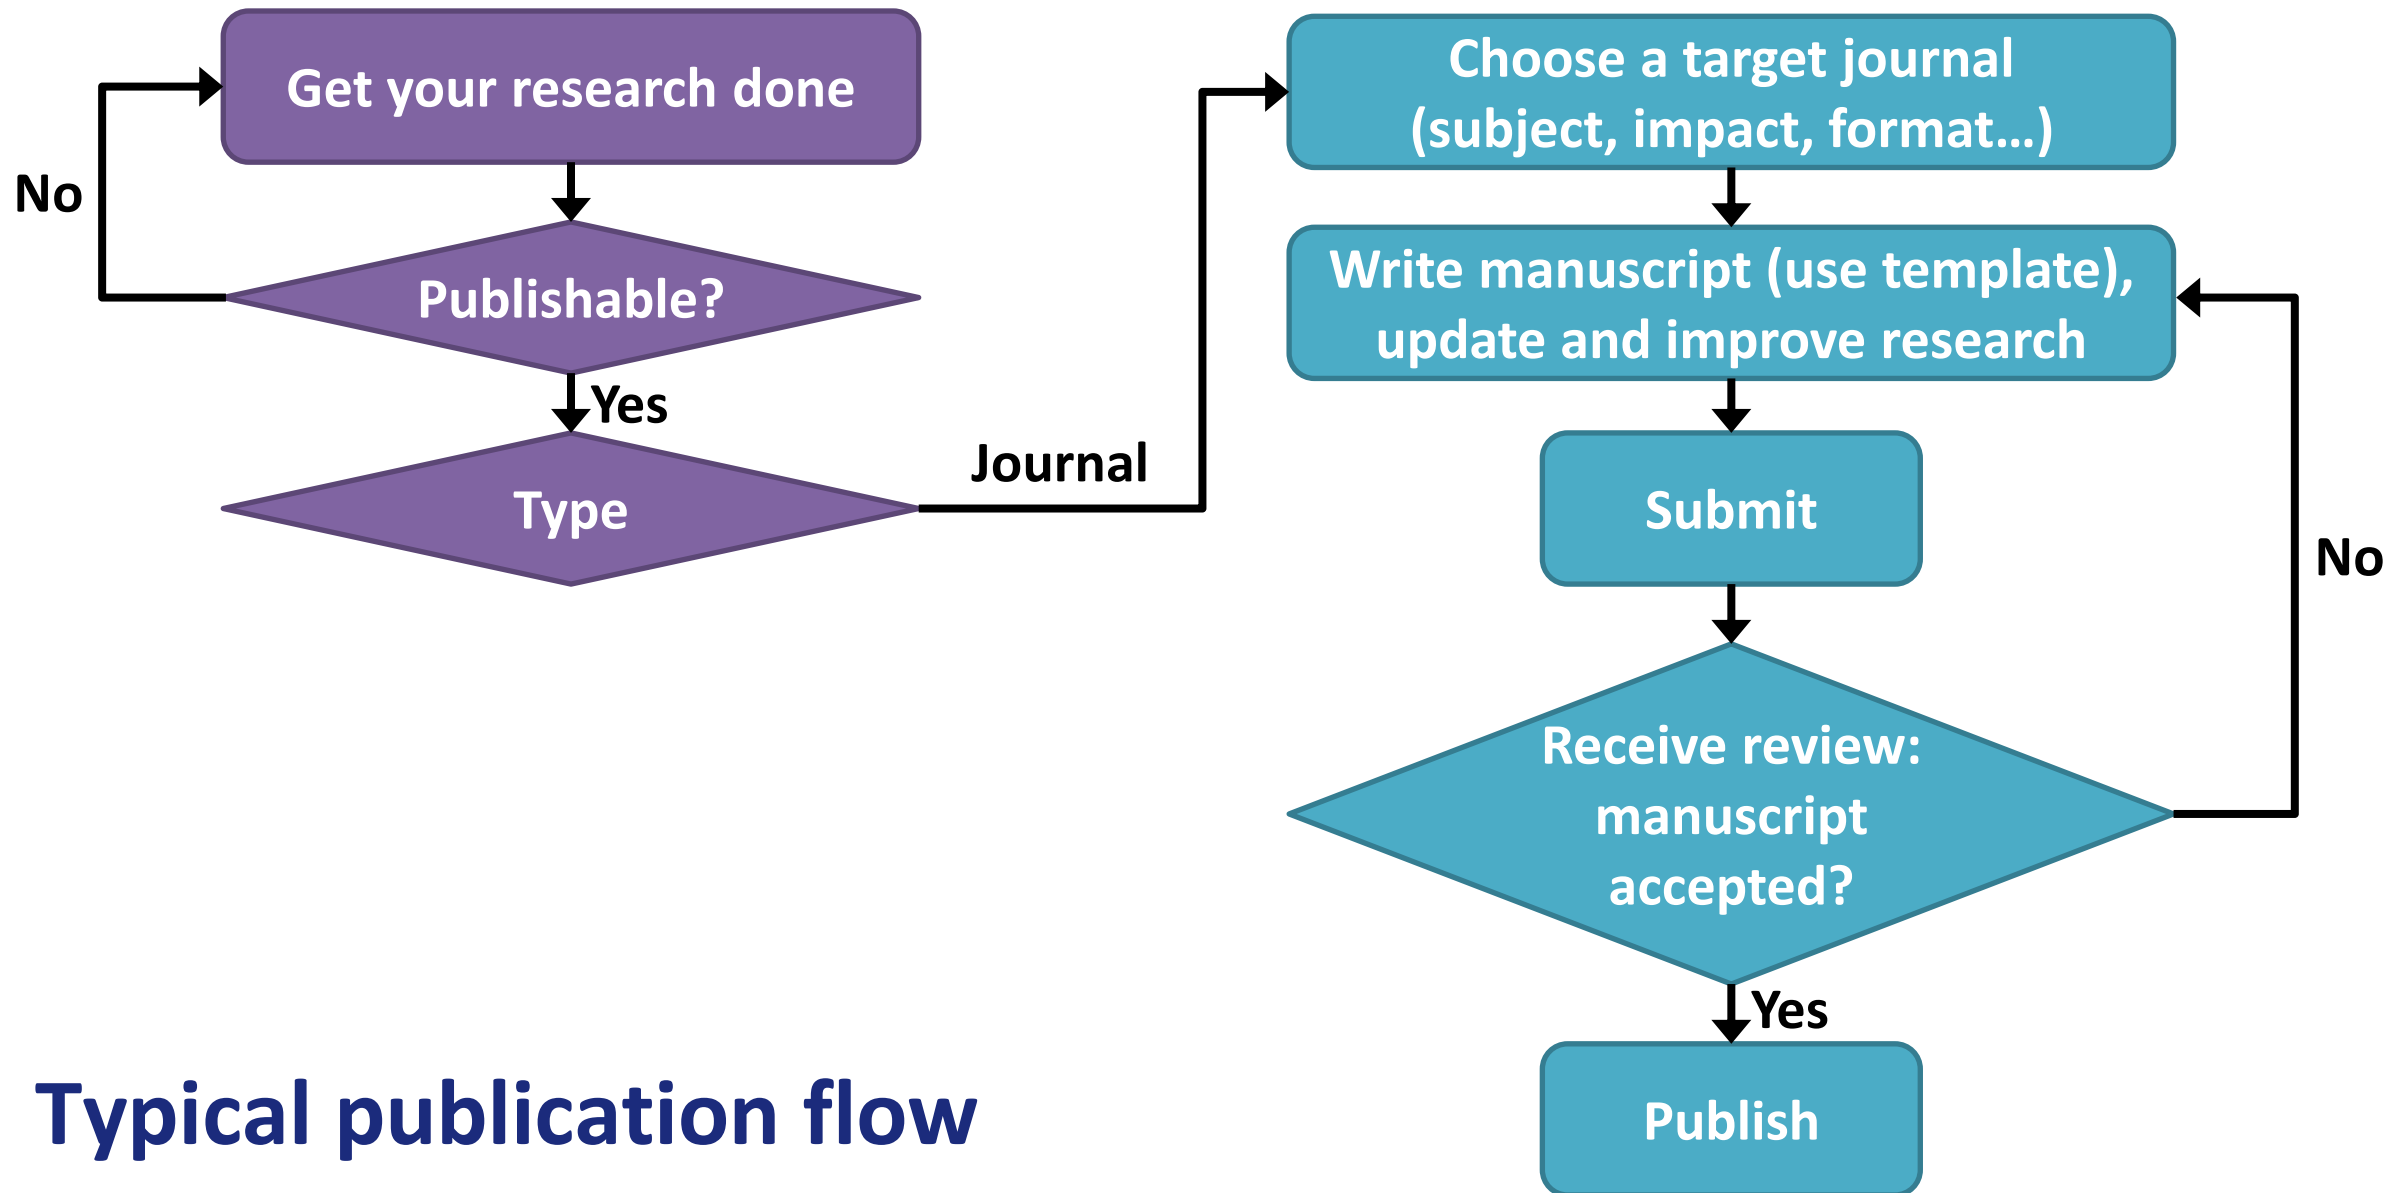 Get your research done
No
Publishable?
Yes
Type
Journal
Choose a target journal
(subject, impact, format...)
Write manuscript (use template),
update and improve research
Submit
No
Receive review:
manuscript
accepted?
Yes
Publish
Typical publication flow